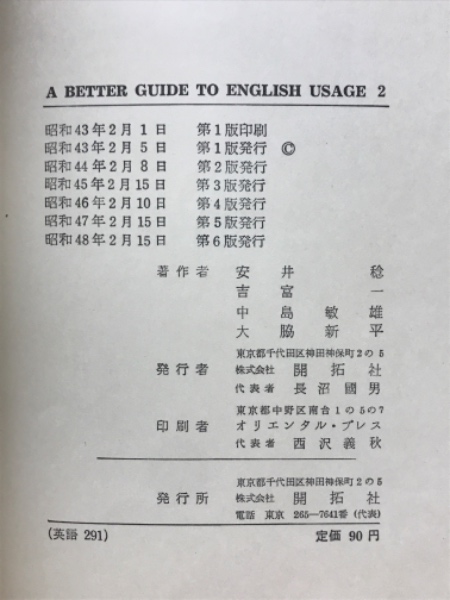 A BETTER GUIDE TO ENGLISH USAGE 2
昭和43年2月1日 第1版印刷
昭和43年2月5日 第1版発行 ©
昭和44年2月8日 第2版発行
昭和45年2月15日 第3版発行
昭和46年2月10日 第4版発行
昭和47年2月15日 第5版発行
昭和48年2月15日 第6版発行
著作者 安井稔
吉富一
中島敏雄
大脇新平
東京都千代田区神田神保町2の5
発行者 株式会社 開拓社
代表者 長沼國男
東京都中野区南台1の5の7
印刷者 オリエンタル・プレス
代表者 西沢義秋
東京都千代田区神田神保町2の5
発行所 株式会社 開拓社
電話 東京 265—7641番 (代表)
(英語 291) 定価 90円